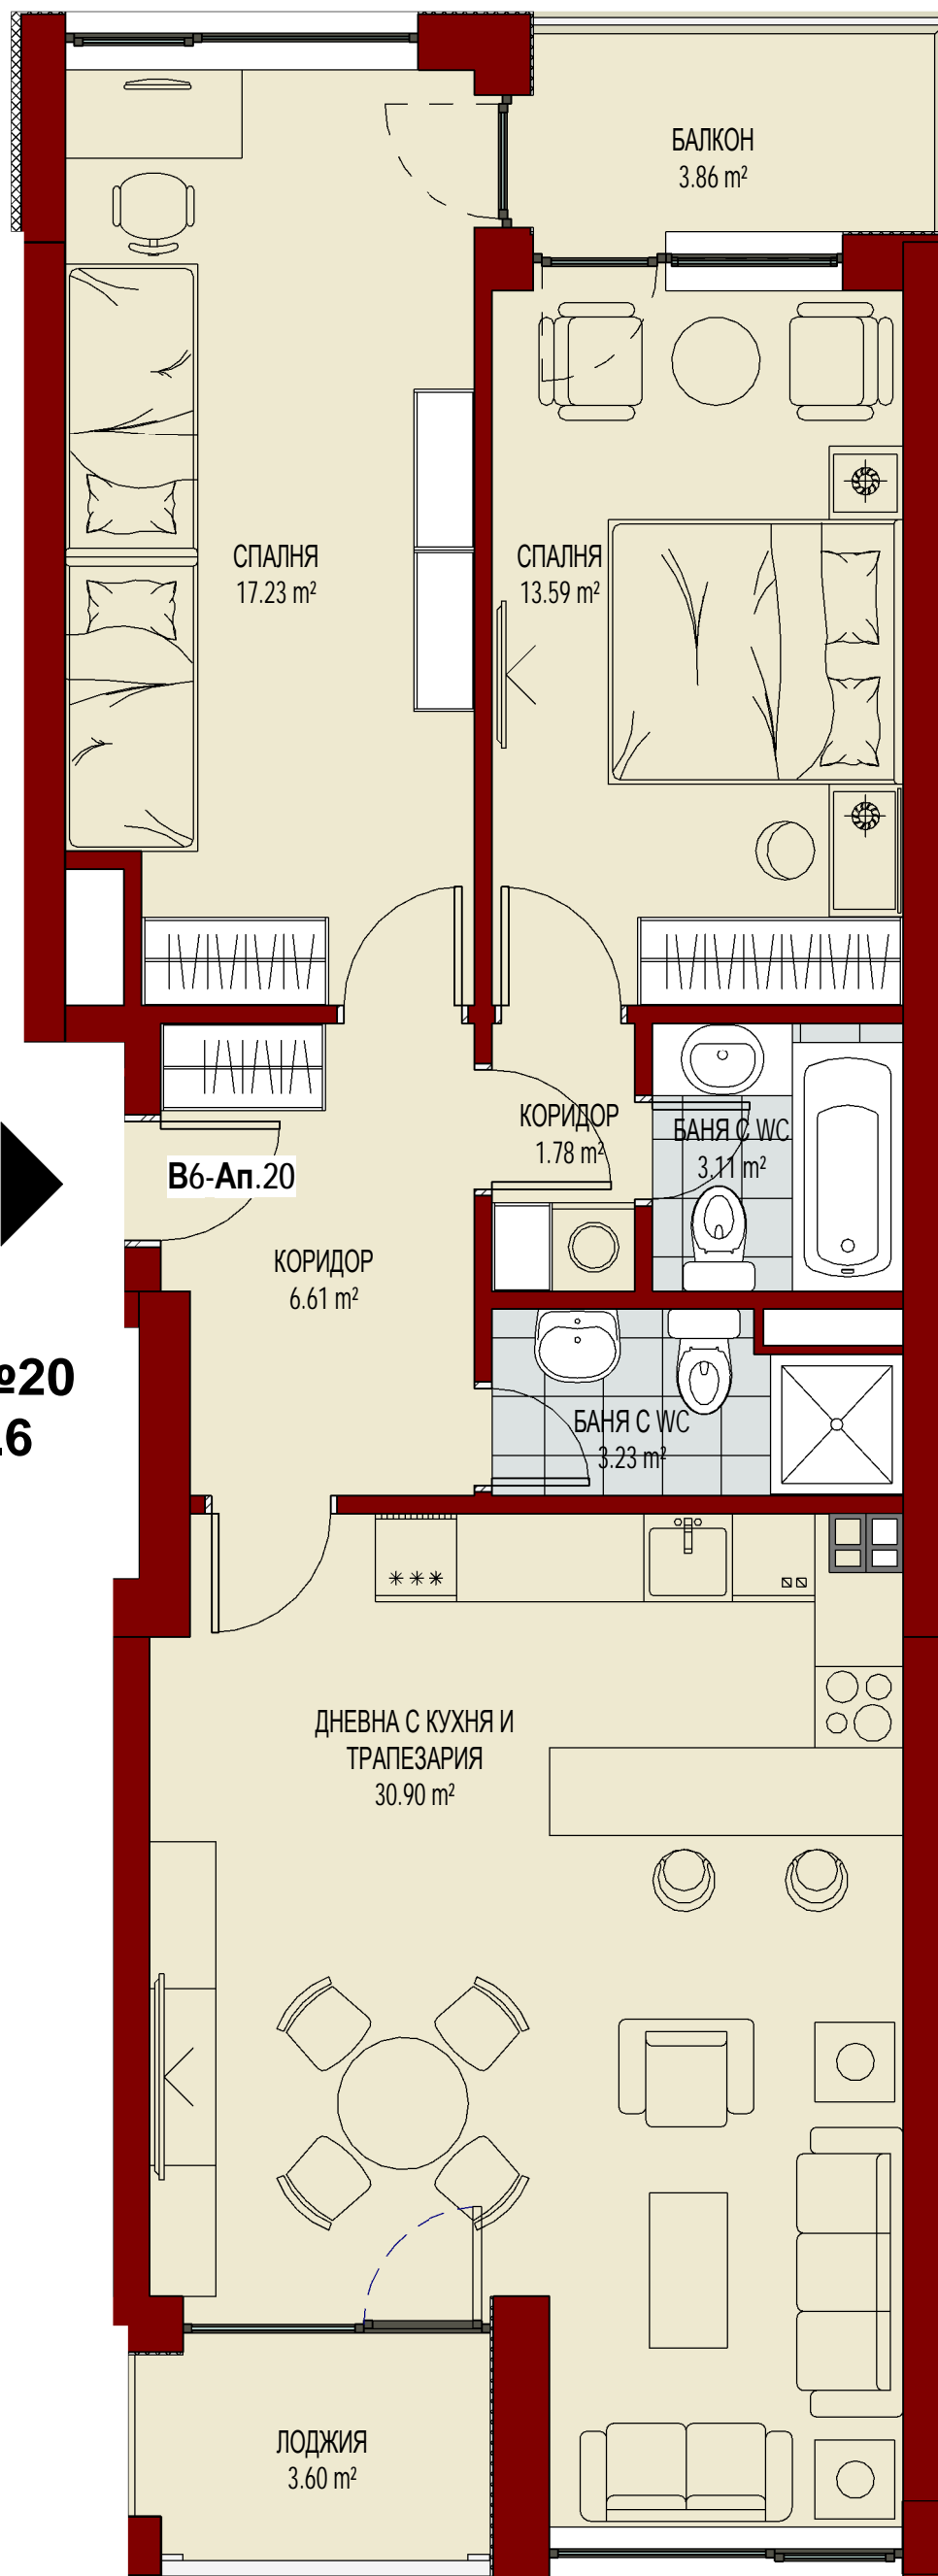 БАЛКОН
3.86 m²
СПАЛНЯ
17.23 m²
СПАЛНЯ
13.59 m²
КОРИДОР
1.78 m²
БАНЯ С WC
3.11 m²
В6-Ап.20
КОРИДОР
6.61 m²
№20
.6
БАНЯ С WC
3.23 m²
ДНЕВНА С КУХНЯ И
ТРАПЕЗАРИЯ
30.90 m²
ЛОДЖИЯ
3.60 m²